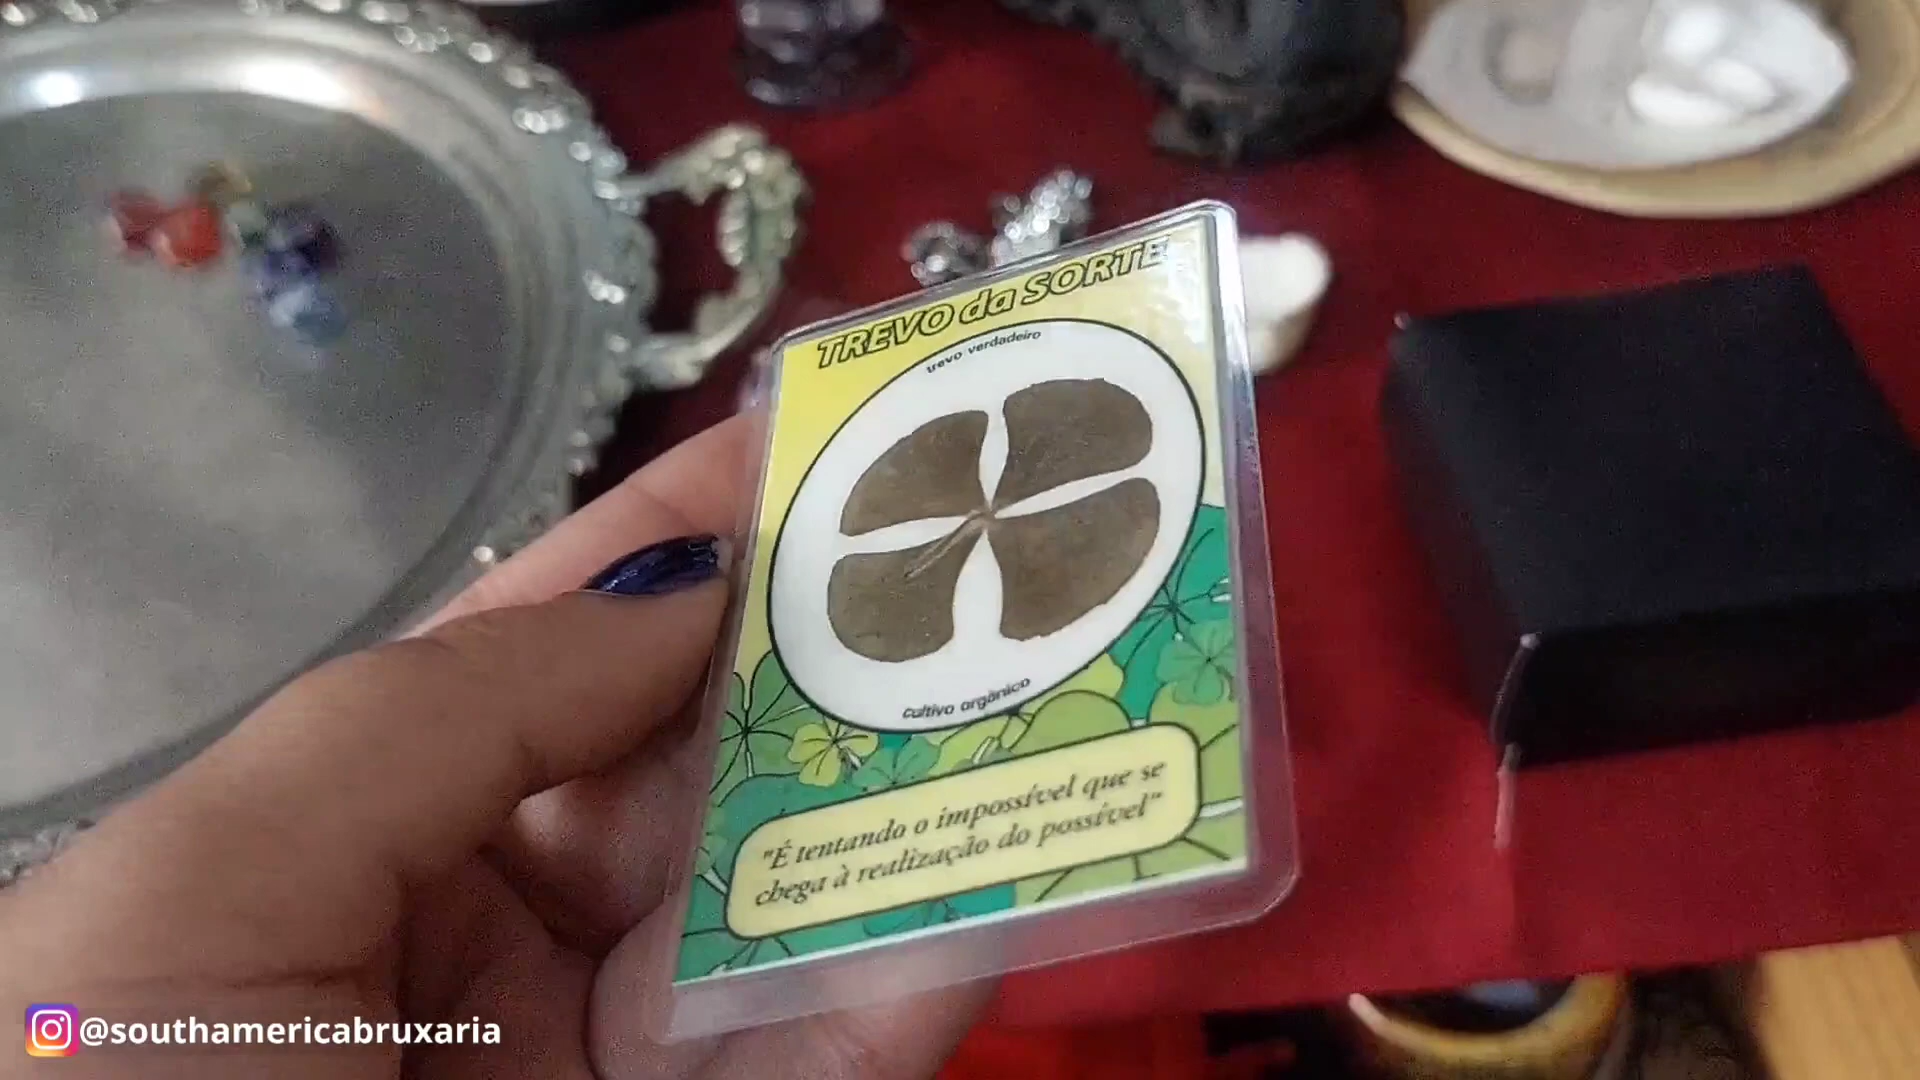 TREVO da SORTE
trevo verdadeiro
cultivo orgânico
"É tentando o impossível que se
chega à realização do possível"
@southamericabruxaria